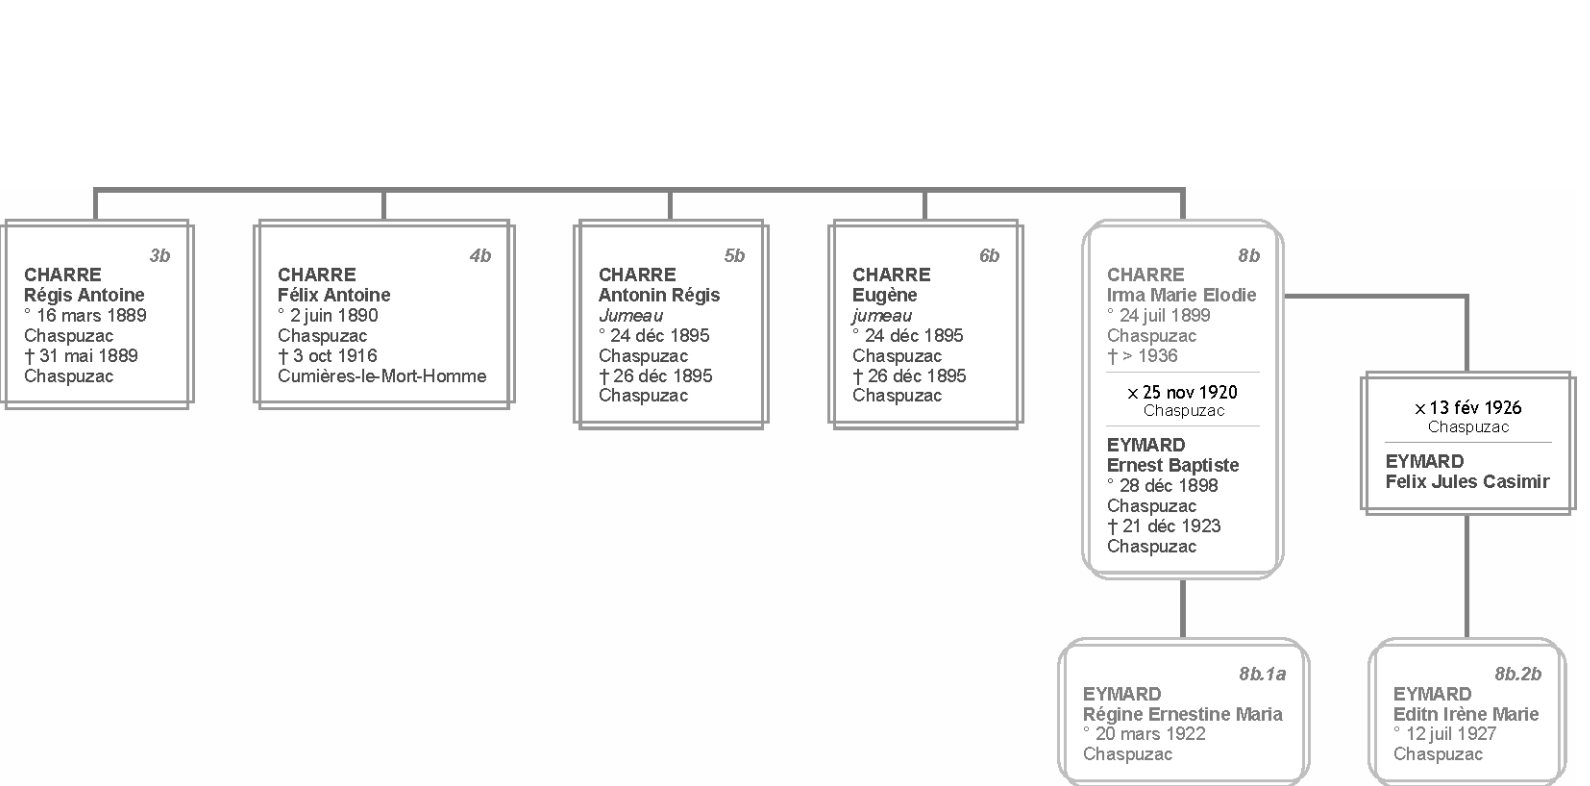 3b
CHARRE
Régis Antoine
° 16 mars 1889
Chaspuzac
† 31 mai 1889
Chaspuzac
4b
CHARRE
Félix Antoine
° 2 juin 1890
Chaspuzac
† 3 oct 1916
Cumières-le-Mort-Homme
5b
CHARRE
Antonin Régis
Jumeau
° 24 déc 1895
Chaspuzac
† 26 déc 1895
Chaspuzac
6b
CHARRE
Eugène
jumeau
° 24 déc 1895
Chaspuzac
† 26 déc 1895
Chaspuzac
8b
CHARRE
Irma Marie Elodie
° 24 juil 1899
Chaspuzac
† > 1936
x 25 nov 1920
Chaspuzac
EYMARD
Ernest Baptiste
° 28 déc 1898
Chaspuzac
† 21 déc 1923
Chaspuzac
x 13 fév 1926
Chaspuzac
EYMARD
Felix Jules Casimir
8b.1a
EYMARD
Régine Ernestine Maria
° 20 mars 1922
Chaspuzac
8b.2b
EYMARD
Editn Irène Marie
° 12 juil 1927
Chaspuzac